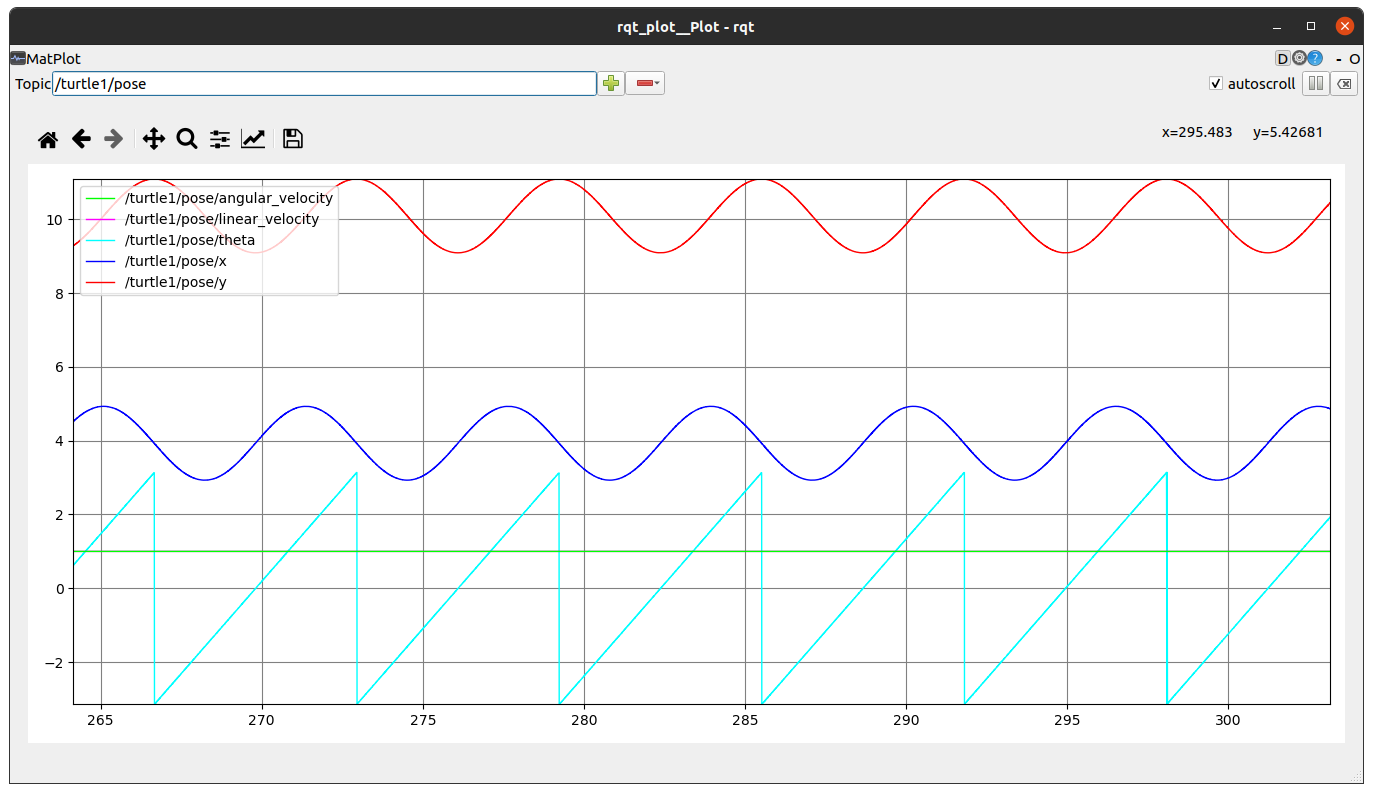 rqt_plot__Plot - rqt
MatPlot
D
?
- O
Topic /turtle1/pose
autoscroll
x=295.483 y=5.42681
/turtle1/pose/angular_velocity
/turtle1/pose/linear_velocity
/turtle1/pose/theta
/turtle1/pose/x
/turtle1/pose/y
10
8
6
4
2
0
−2
265 270 275 280 285 290 295 300